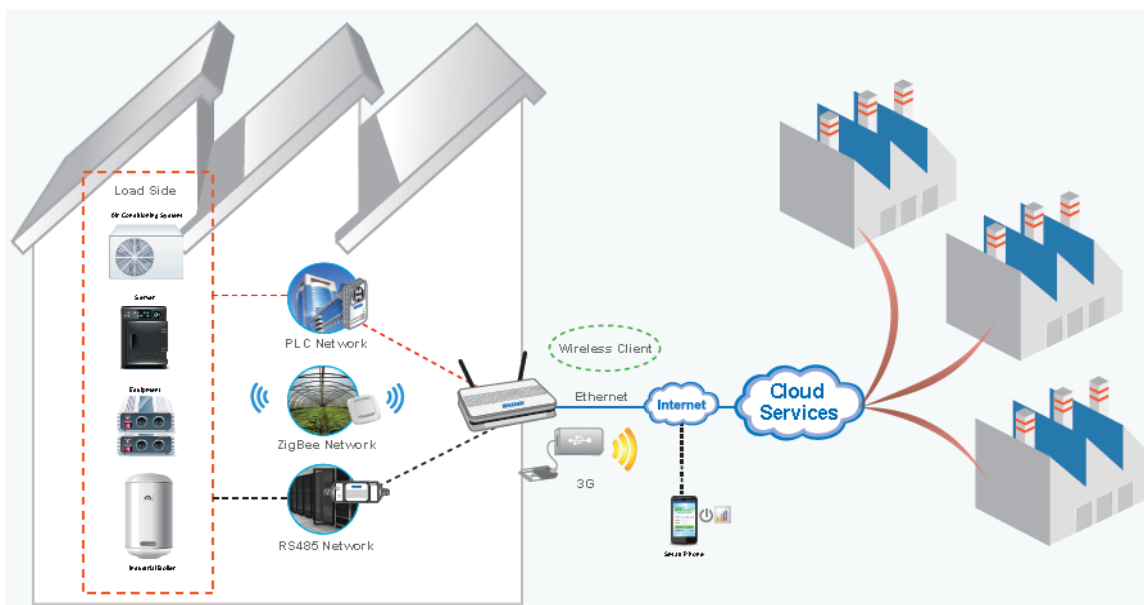 Load Side
Air Conditioning System
Server
Equipment
Industrial Boiler
PLC Network
ZigBee Network
RS485 Network
Wireless Client
Ethernet
3G
Internet
Smart Phone
Cloud
Services